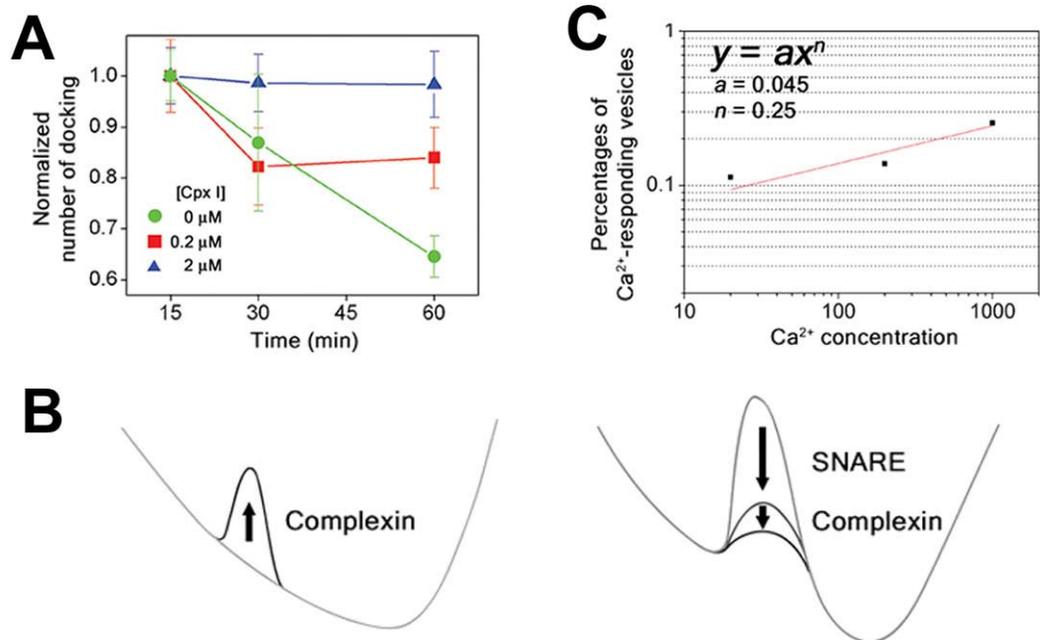 A
Normalized
number of docking
1.0
0.9
0.8
0.7
0.6
[Cpx I]
0 μM
0.2 μM
2 μM
15
30
45
60
Time (min)
C
Percentages of
Ca²⁺-responding vesicles
1
0.1
y = axⁿ
a = 0.045
n = 0.25
10
100
1000
Ca²⁺ concentration
B
Complexin
SNARE
Complexin